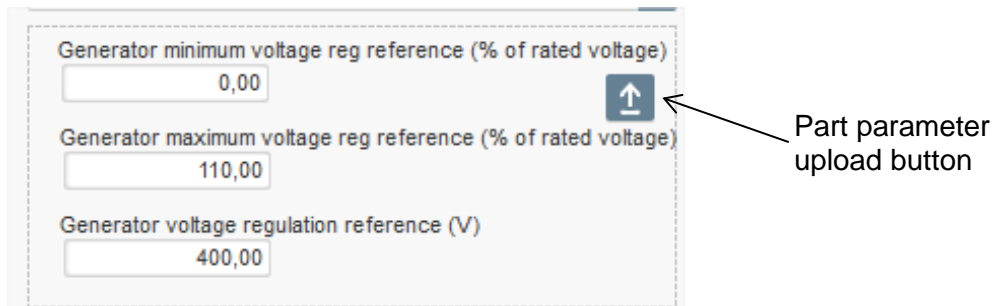 Generator minimum voltage reg reference (% of rated voltage)
0,00
Generator maximum voltage reg reference (% of rated voltage)
110,00
Generator voltage regulation reference (V)
400,00
Part parameter
upload button